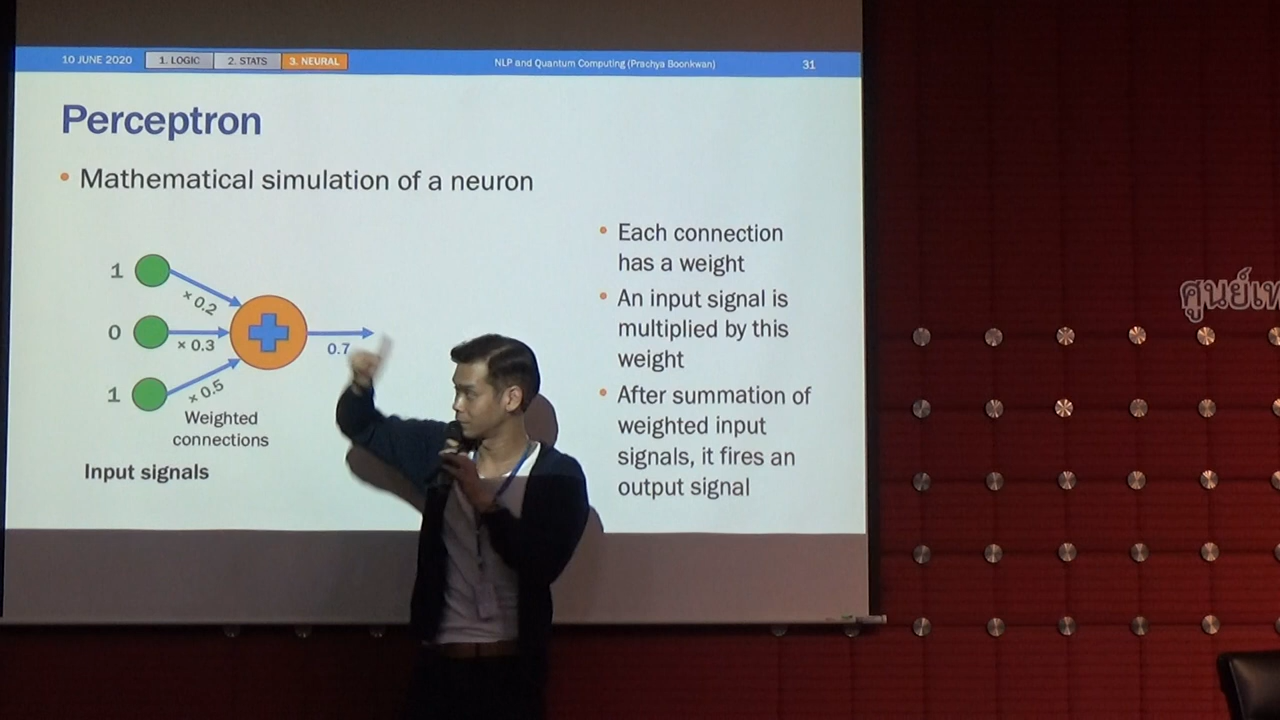 10 JUNE 2020
1. LOGIC
2. STATS
3. NEURAL
NLP and Quantum Computing (Prachya Boonkwan)
31
Perceptron
• Mathematical simulation of a neuron
1
× 0.2
0
× 0.3
0.7
1
× 0.5
Weighted
connections
Input signals
• Each connection
has a weight
• An input signal is
multiplied by this
weight
• After summation of
weighted input
signals, it fires an
output signal